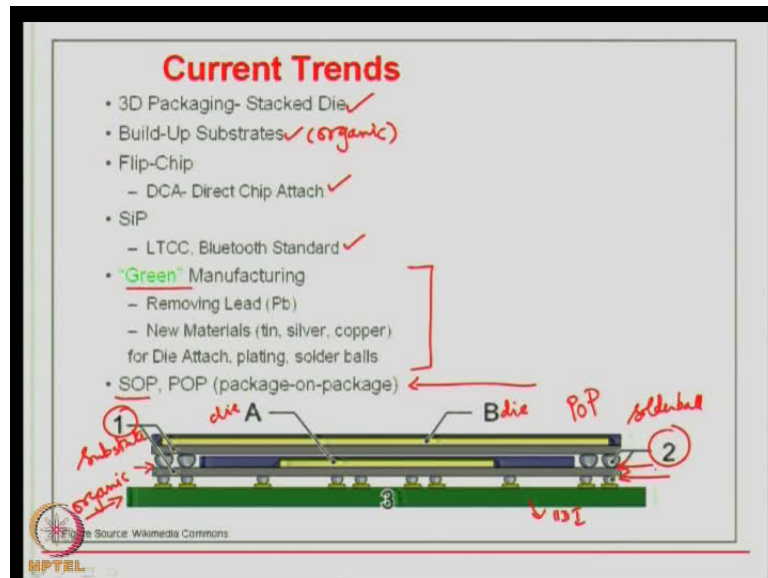 Current Trends
• 3D Packaging- Stacked Die
• Build-Up Substrates (organic)
• Flip-Chip
– DCA- Direct Chip Attach
• SiP
– LTCC, Bluetooth Standard
• "Green" Manufacturing
– Removing Lead (Pb)
– New Materials (tin, silver, copper)
for Die Attach, plating, solder balls
• SOP, POP (package-on-package)
1 die A B die POP solderball
substrate 2
organic 3
HDI
Figure Source: Wikimedia Commons
NPTEL